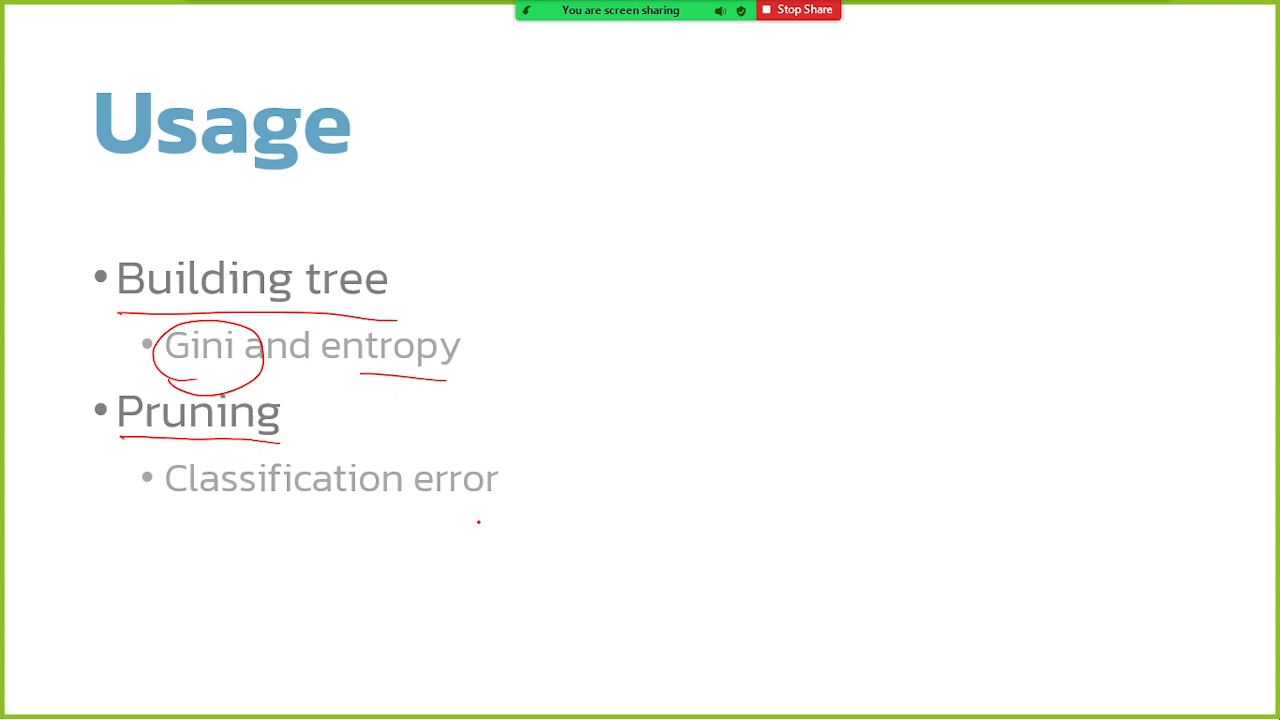 You are screen sharing
Stop Share
Usage
• Building tree
• Gini and entropy
• Pruning
• Classification error